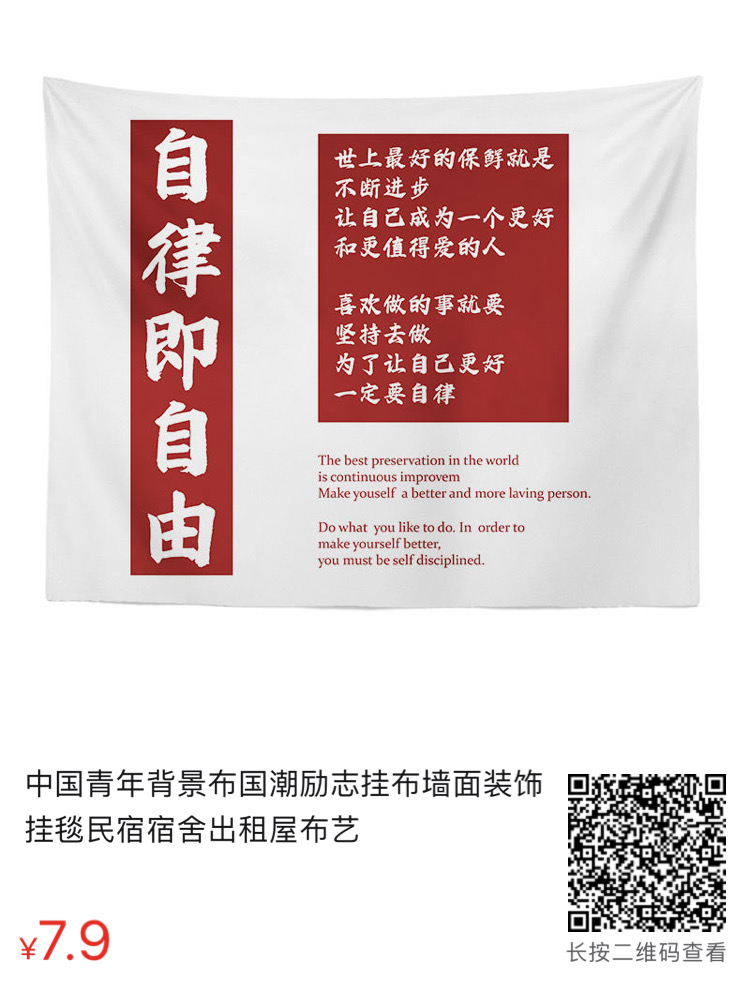 自律即自由
世上最好的保鲜就是
不断进步
让自己成为一个更好
和更值得爱的人
喜欢做的事就要
坚持去做
为了让自己更好
一定要自律
The best preservation in the world
is continuous improvem
Make youself a better and more laving person.
Do what you like to do. In order to
make yourself better,
you must be self disciplined.
中国青年背景布国潮励志挂布墙面装饰
挂毯民宿宿舍出租屋布艺
¥7.9
长按二维码查看